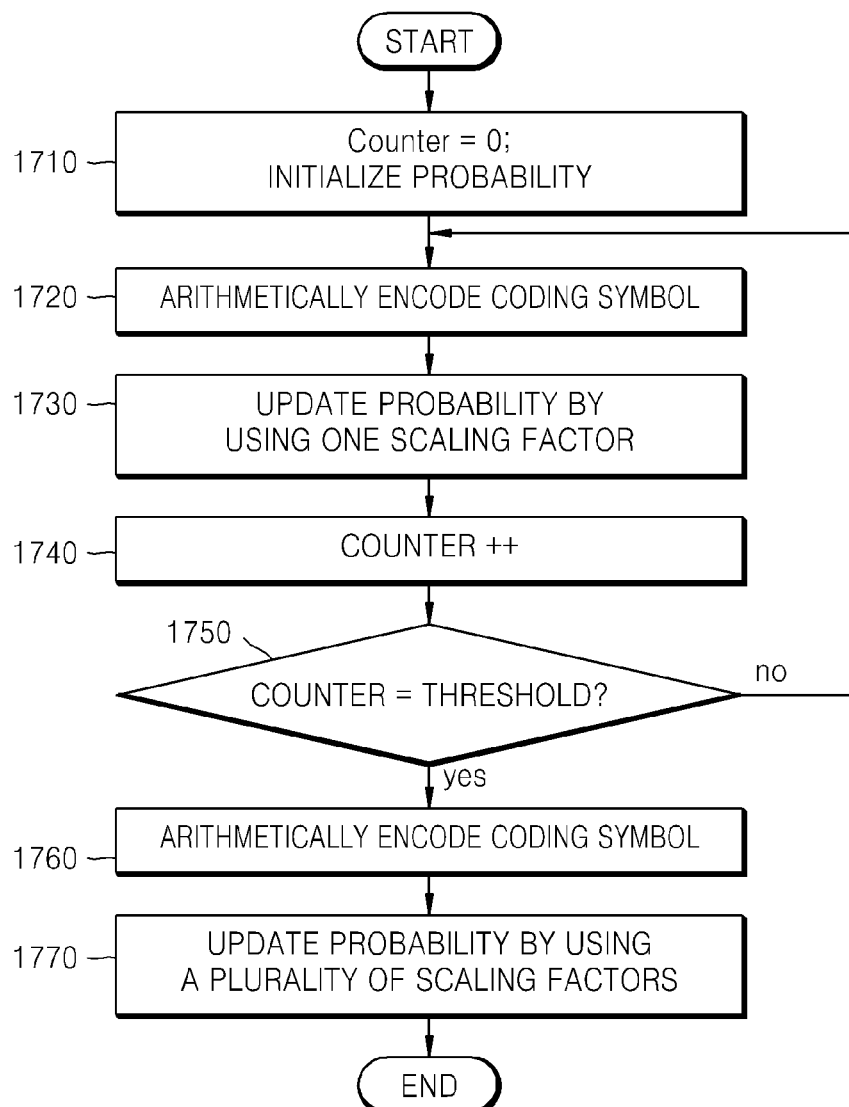 START
1710
Counter = 0;
INITIALIZE PROBABILITY
1720
ARITHMETICALLY ENCODE CODING SYMBOL
1730
UPDATE PROBABILITY BY
USING ONE SCALING FACTOR
1740
COUNTER ++
1750
COUNTER = THRESHOLD?
no
yes
1760
ARITHMETICALLY ENCODE CODING SYMBOL
1770
UPDATE PROBABILITY BY USING
A PLURALITY OF SCALING FACTORS
END